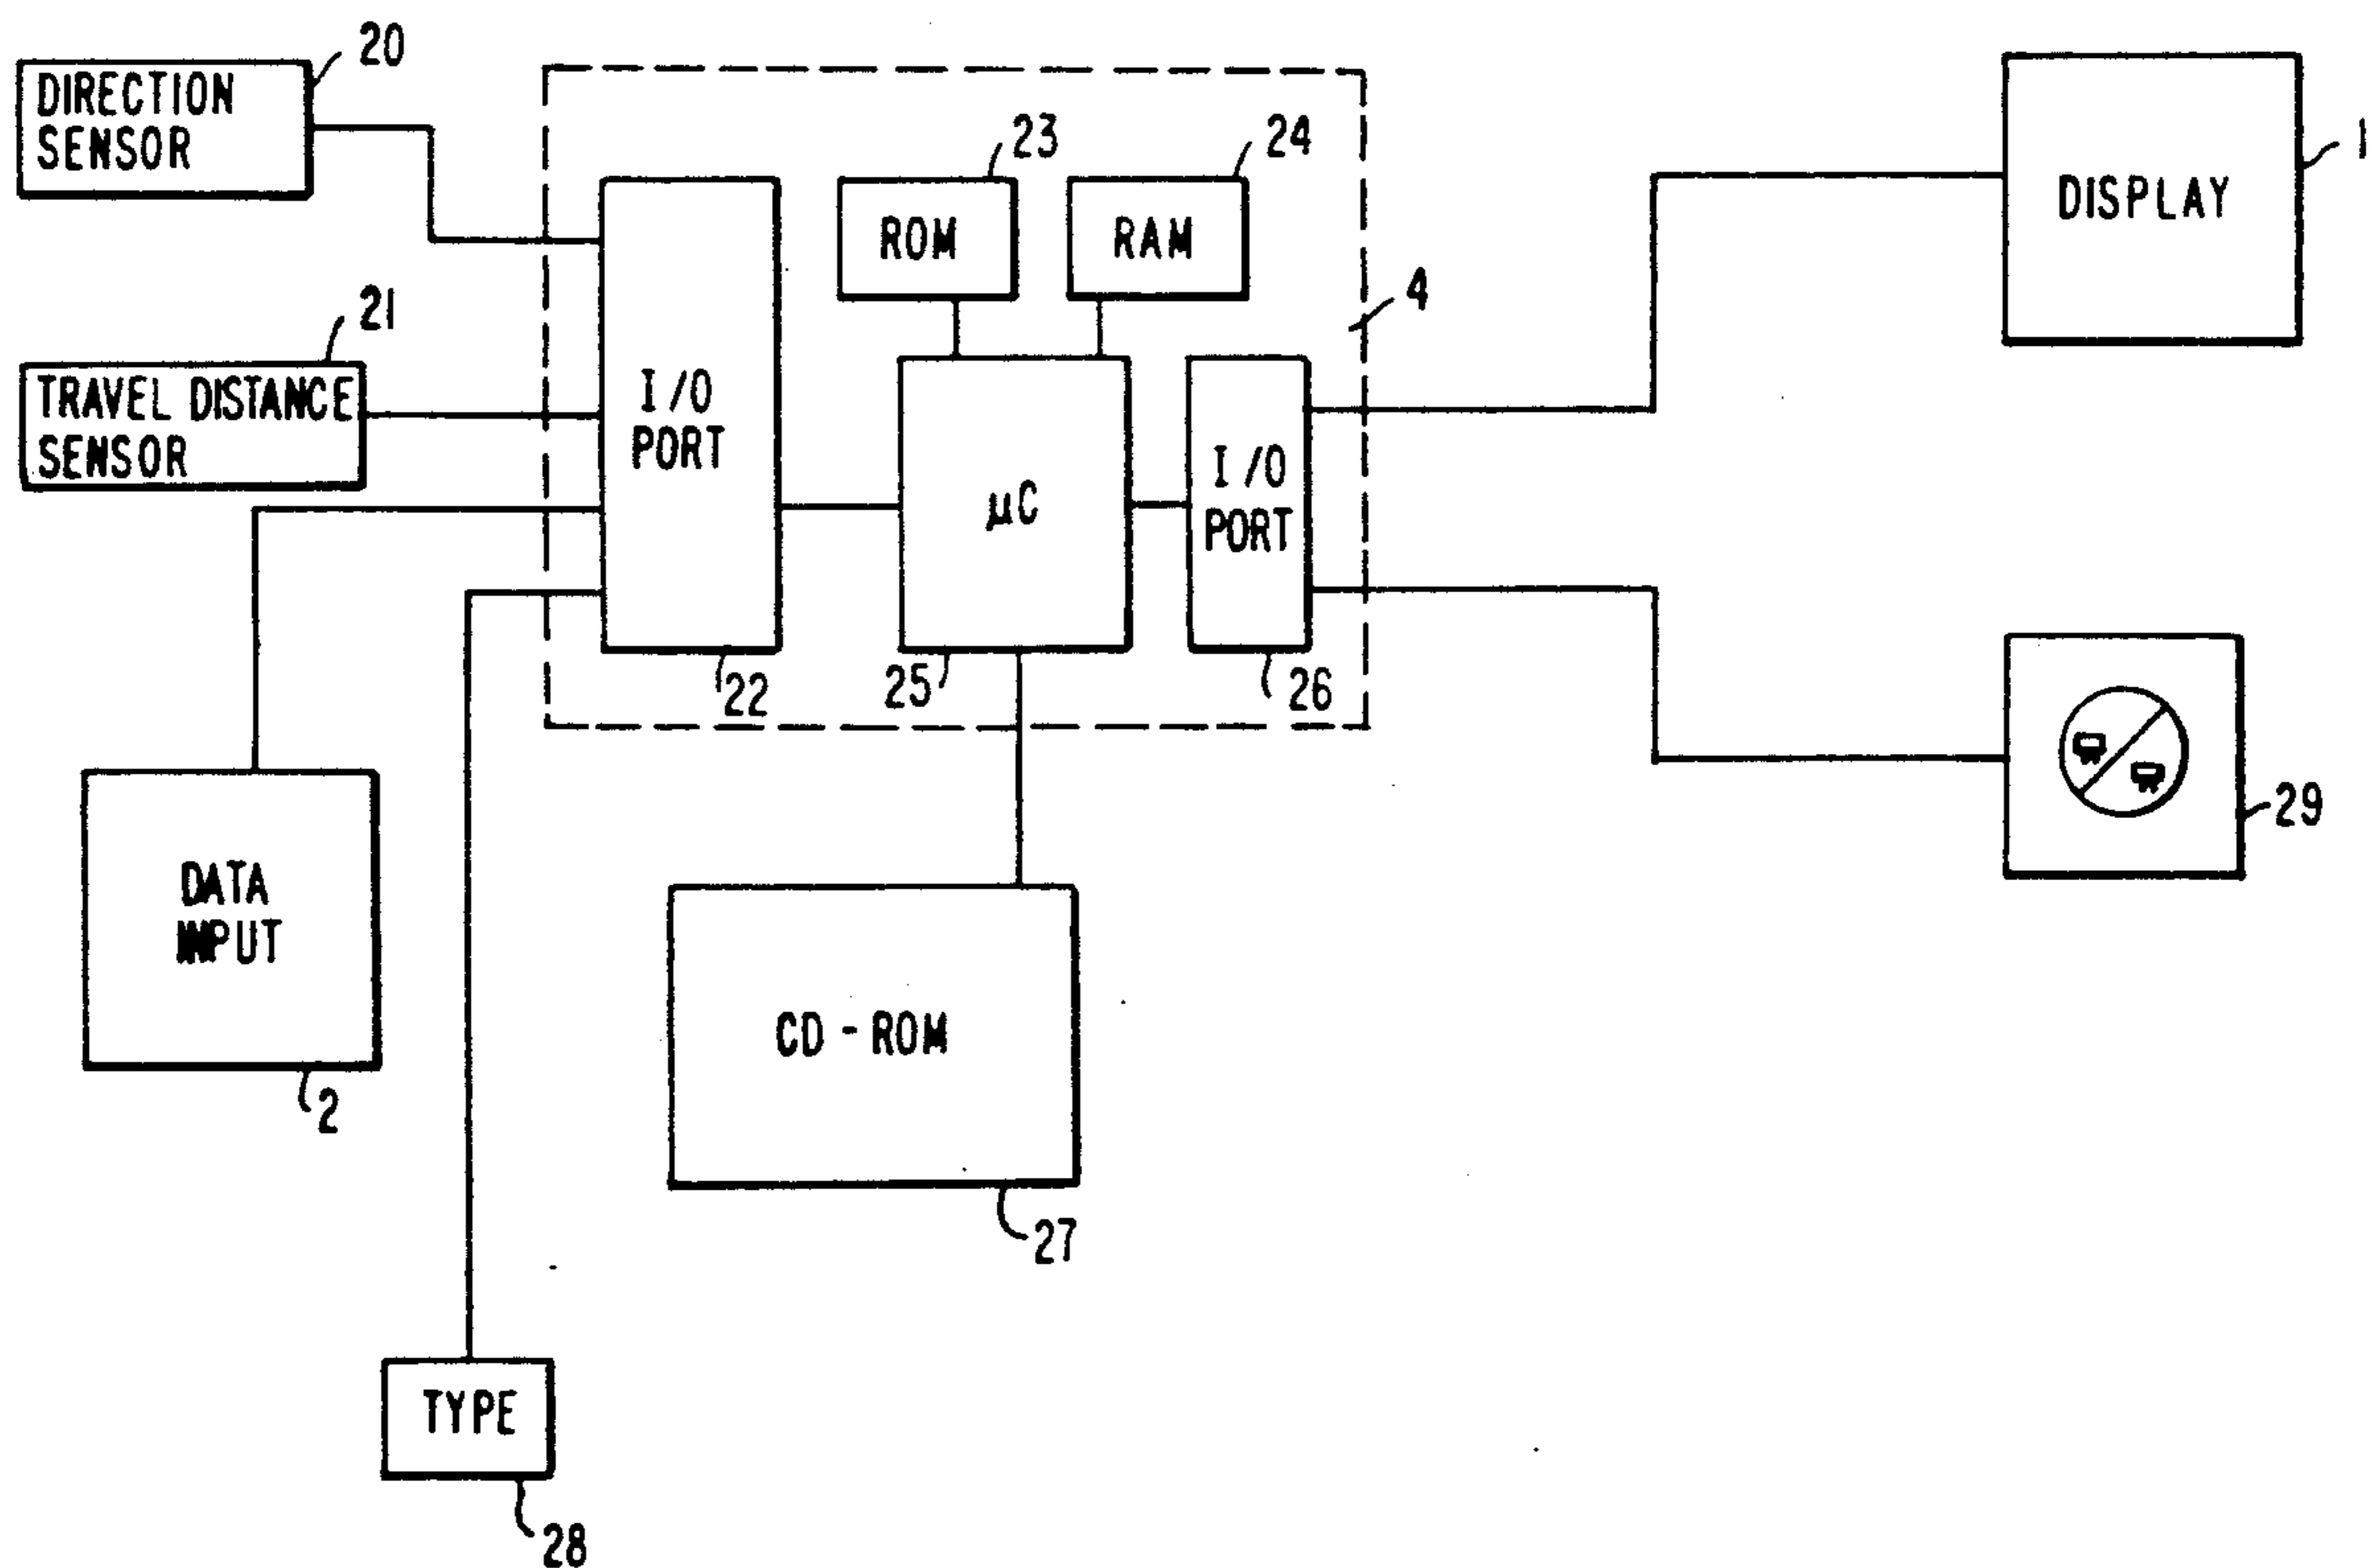 DIRECTION
SENSOR
20
TRAVEL DISTANCE
SENSOR
21
I/O
PORT
22
ROM
23
RAM
24
4
µC
25
I/O
PORT
26
DISPLAY
1
29
DATA
INPUT
2
CD-ROM
27
TYPE
28